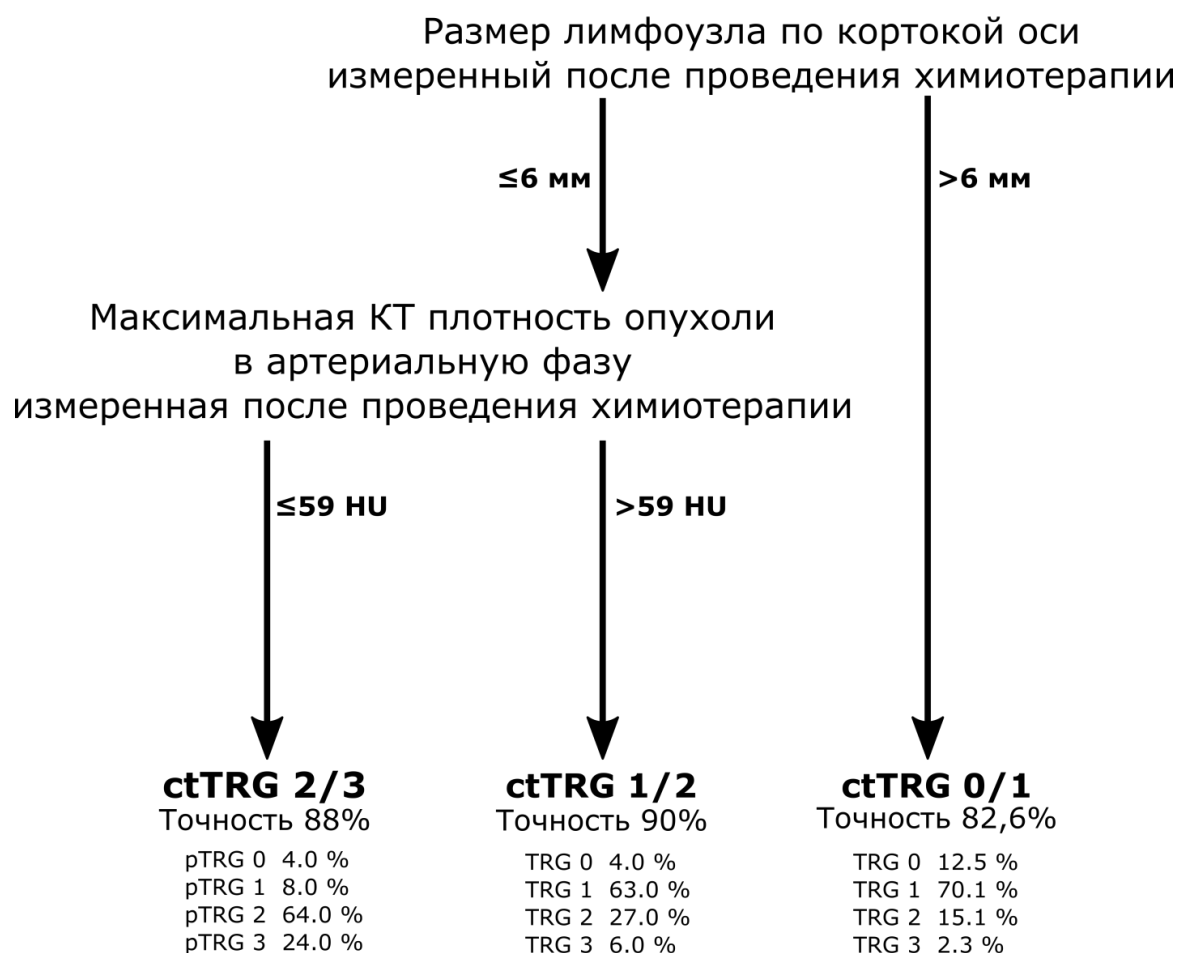 Размер лимфоузла по кортокой оси
измеренный после проведения химиотерапии
≤6 мм
>6 мм
Максимальная КТ плотность опухоли
в артериальную фазу
измеренная после проведения химиотерапии
≤59 HU
>59 HU
ctTRG 2/3
Точность 88%
pTRG 0 4.0 %
pTRG 1 8.0 %
pTRG 2 64.0 %
pTRG 3 24.0 %
ctTRG 1/2
Точность 90%
TRG 0 4.0 %
TRG 1 63.0 %
TRG 2 27.0 %
TRG 3 6.0 %
ctTRG 0/1
Точность 82,6%
TRG 0 12.5 %
TRG 1 70.1 %
TRG 2 15.1 %
TRG 3 2.3 %